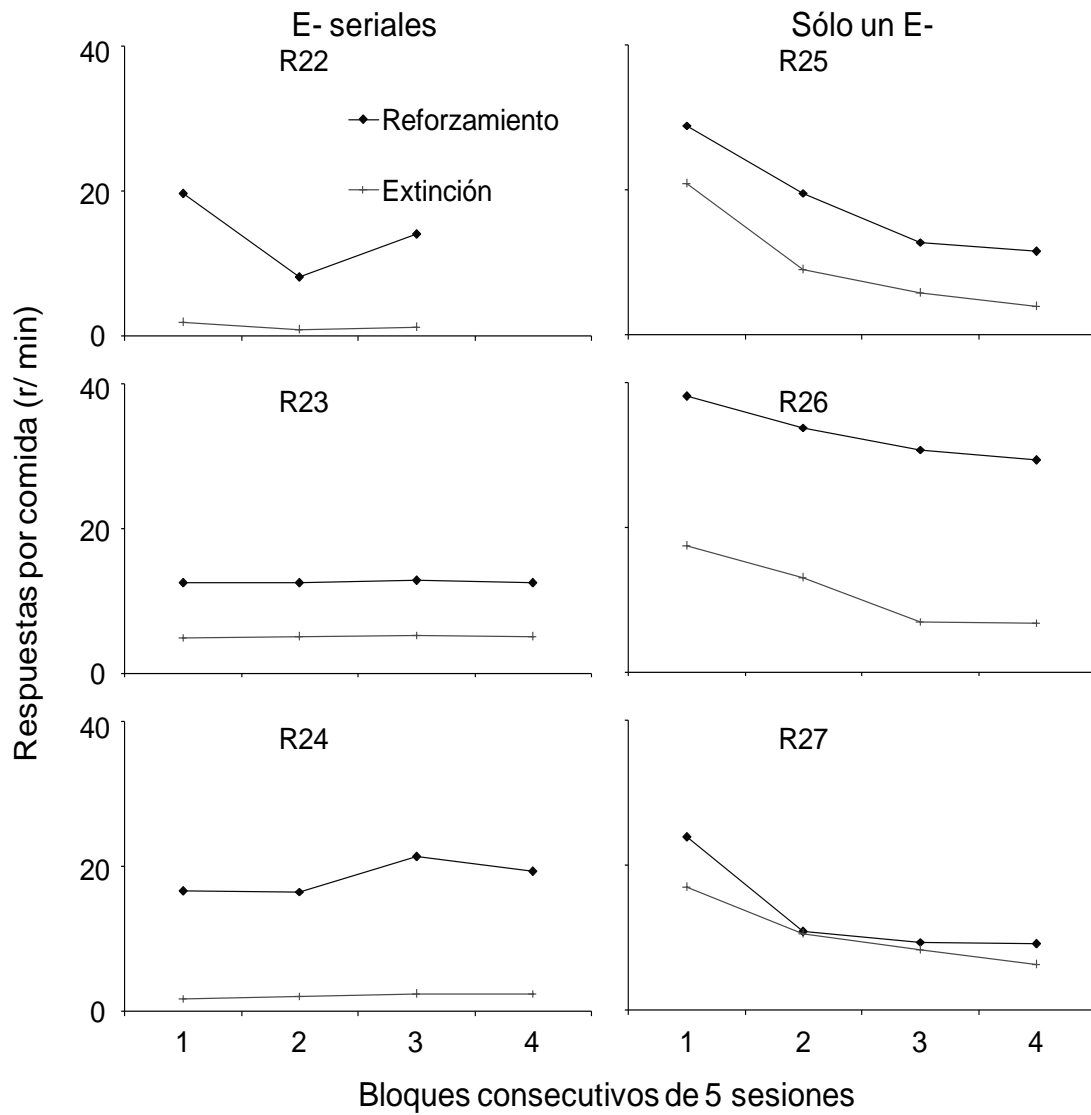 E- seriales
Sólo un E-
40
R22
R25
Reforzamiento
20
Extinción
0
40
R23
R26
20
0
40
R24
R27
20
0
1 2 3 4
1 2 3 4
Respuestas por comida (r/ min)
Bloques consecutivos de 5 sesiones